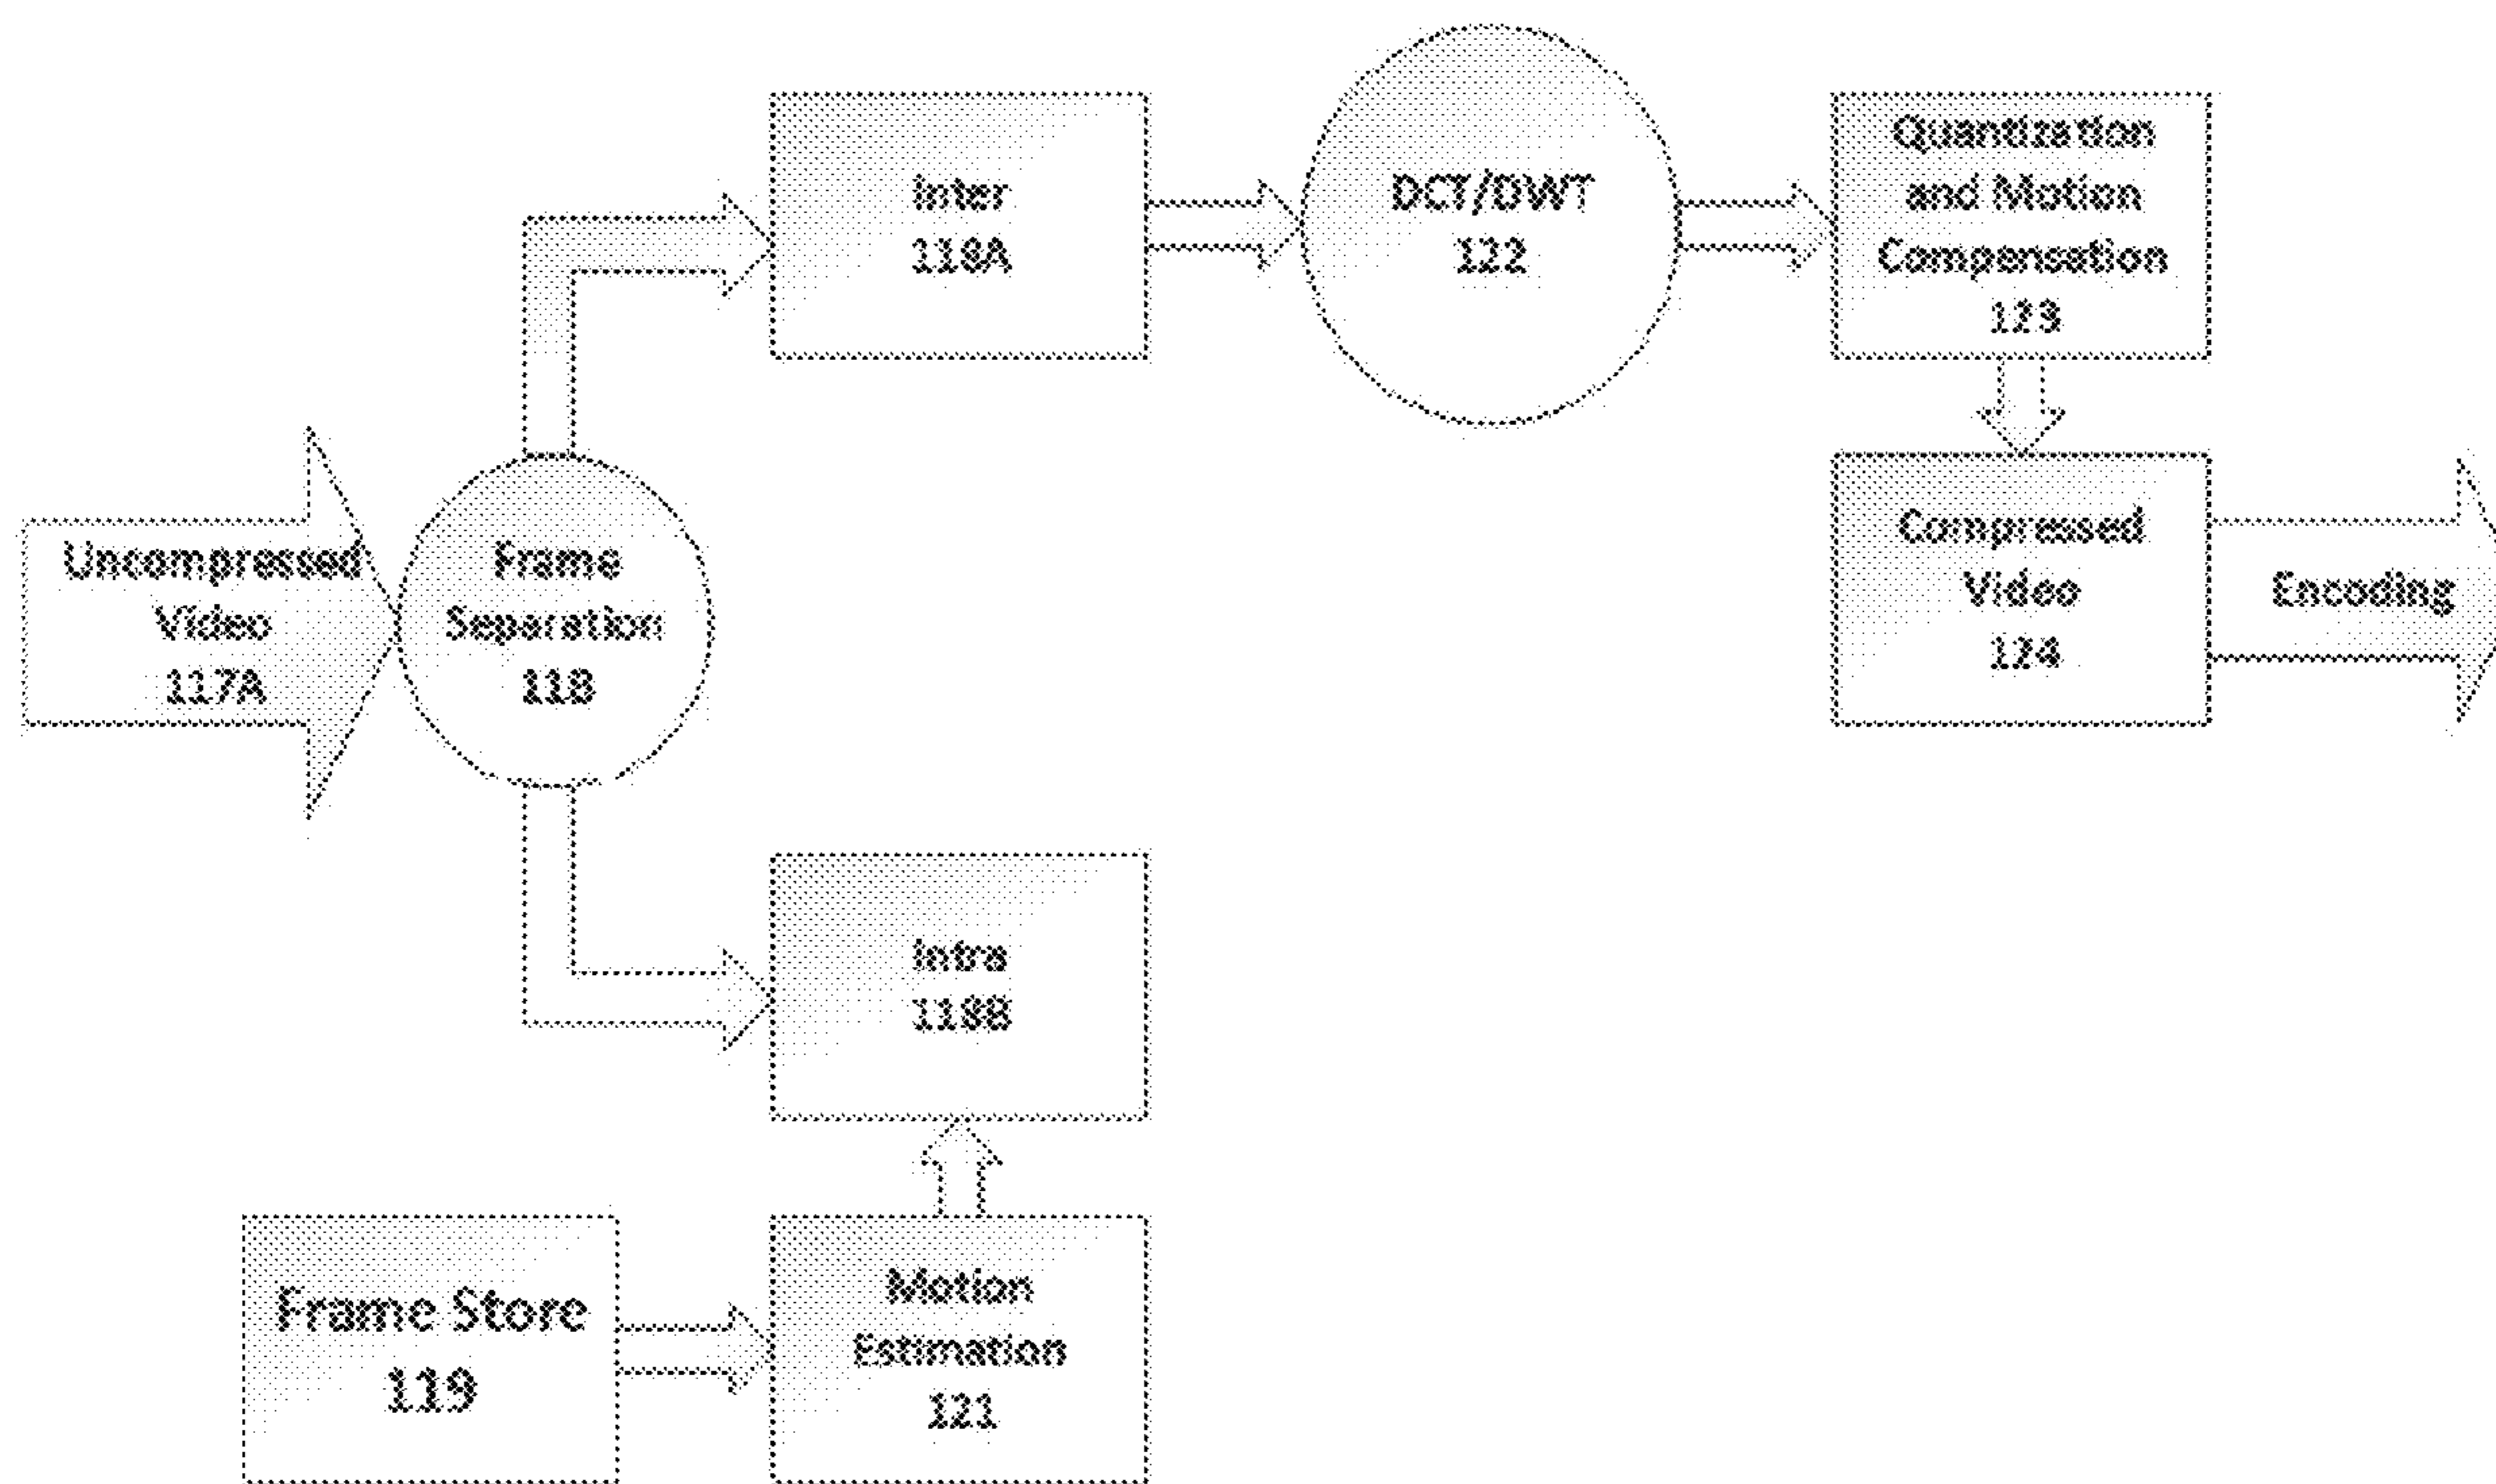 Inter
118A
DCT/DWT
122
Quantization
and Motion
Compensation
123
Uncompressed
Video
117A
Frame
Separation
118
Compressed
Video
124
Encoding
Intra
118B
Frame Store
119
Motion
Estimation
121